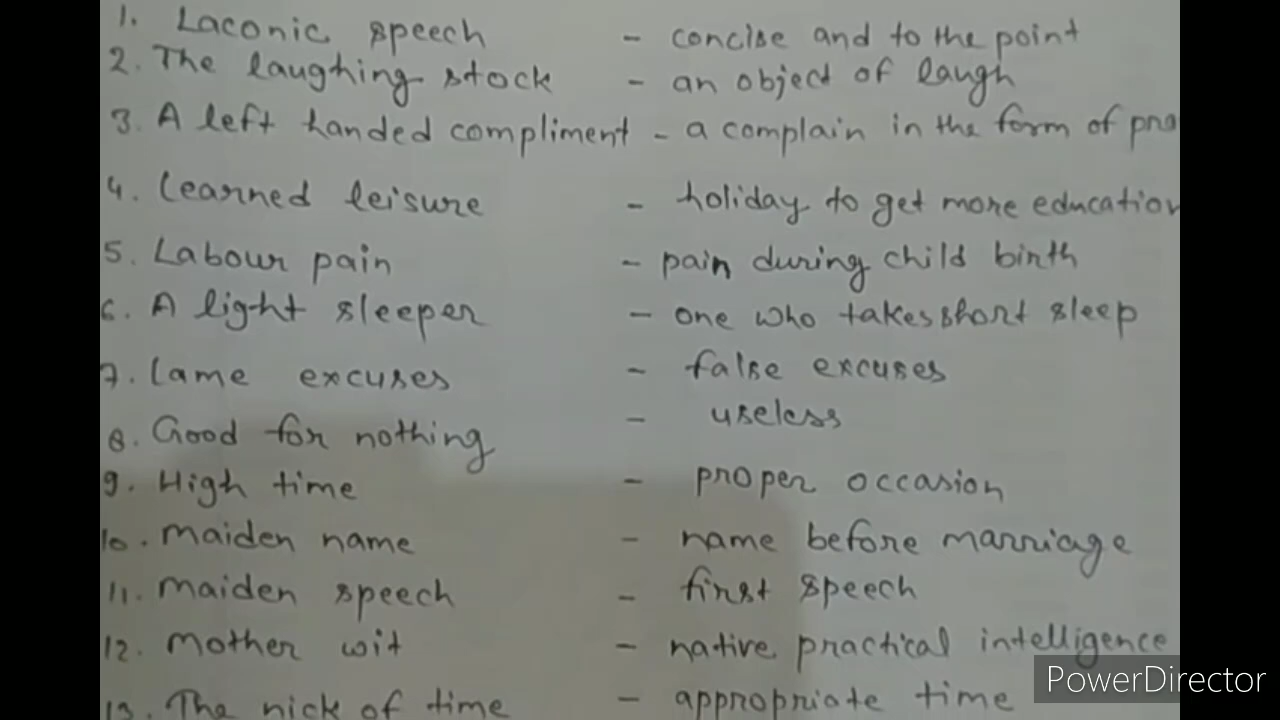 1. Laconic speech - concise and to the point
2. The laughing stock - an object of laugh
3. A left handed compliment - a complain in the form of pra
4. Learned leisure - holiday to get more education
5. Labour pain - pain during child birth
6. A light sleeper - one who takes short sleep
7. Lame excuses - false excuses
8. Good for nothing - useless
9. High time - proper occasion
10. Maiden name - name before marriage
11. Maiden speech - first speech
12. Mother wit - native practical intelligence
13. The nick of time - appropriate time
PowerDirector